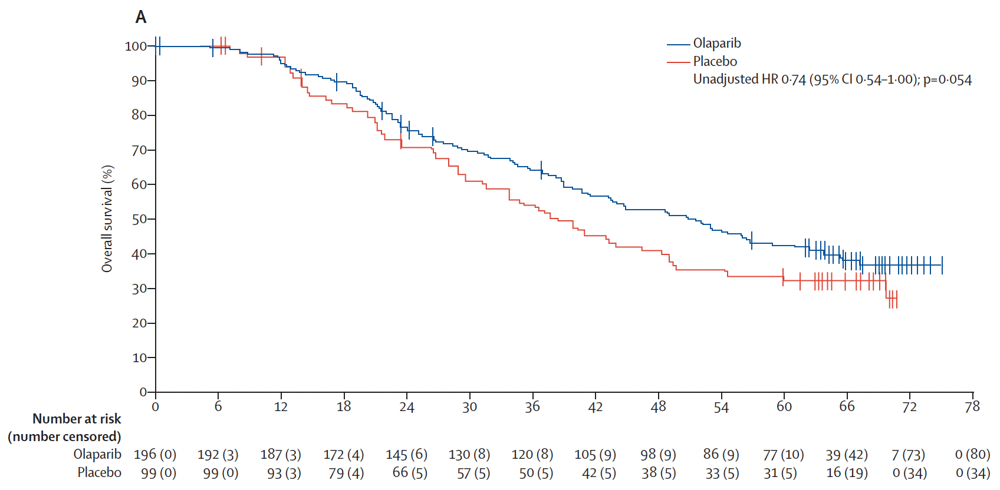 A
Olaparib
Placebo
Unadjusted HR 0·74 (95% CI 0·54–1·00); p=0·054
Overall survival (%)
100
90
80
70
60
50
40
30
20
10
0
0 6 12 18 24 30 36 42 48 54 60 66 72 78
Number at risk
(number censored)
Olaparib 196 (0) 192 (3) 187 (3) 172 (4) 145 (6) 130 (8) 120 (8) 105 (9) 98 (9) 86 (9) 77 (10) 39 (42) 7 (73) 0 (80)
Placebo 99 (0) 99 (0) 93 (3) 79 (4) 66 (5) 57 (5) 50 (5) 42 (5) 38 (5) 33 (5) 31 (5) 16 (19) 0 (34) 0 (34)